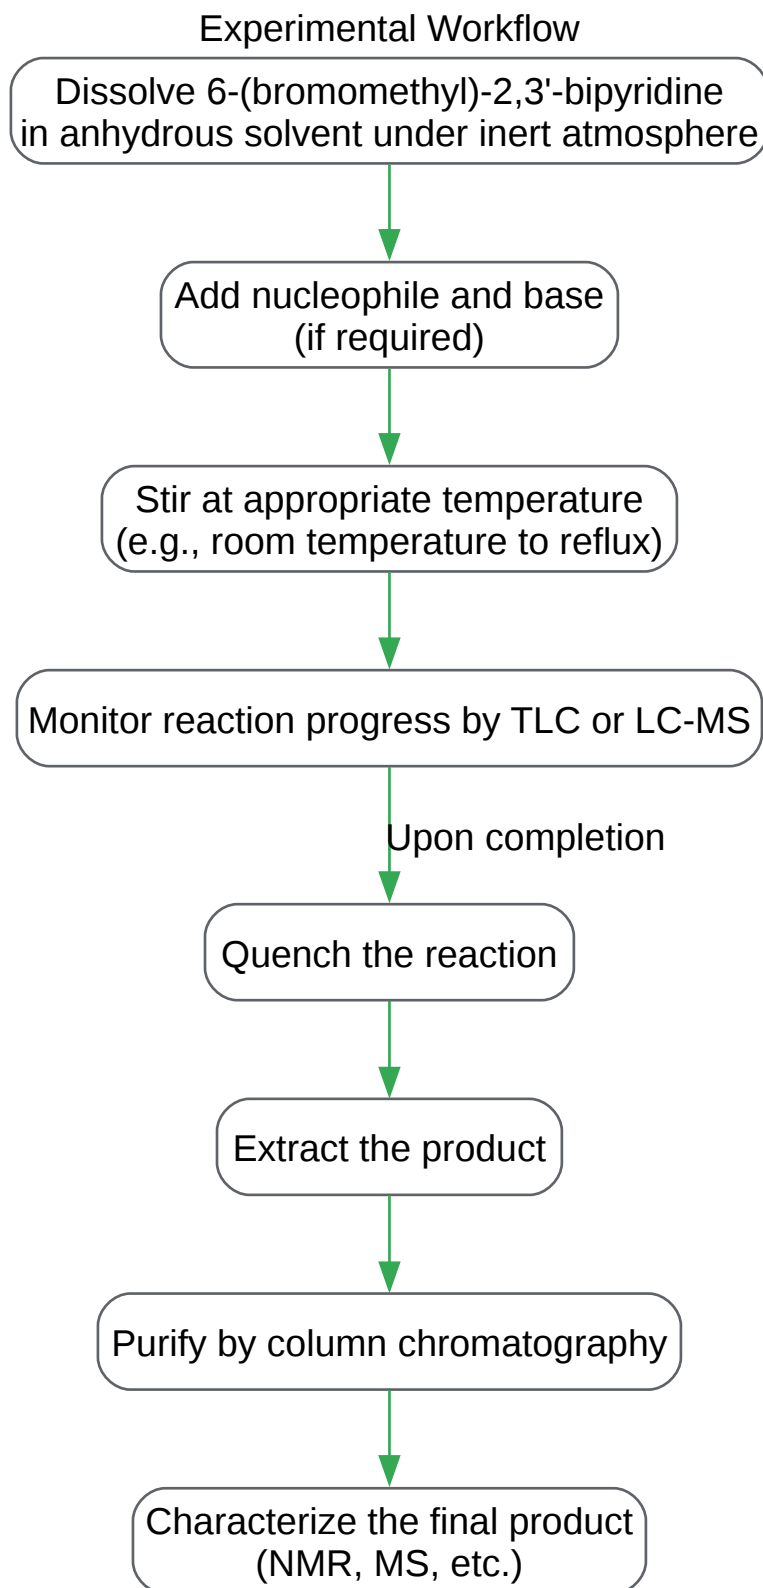 Experimental Workflow
Dissolve 6-(bromomethyl)-2,3'-bipyridine
in anhydrous solvent under inert atmosphere
Add nucleophile and base
(if required)
Stir at appropriate temperature
(e.g., room temperature to reflux)
Monitor reaction progress by TLC or LC-MS
Upon completion
Quench the reaction
Extract the product
Purify by column chromatography
Characterize the final product
(NMR, MS, etc.)